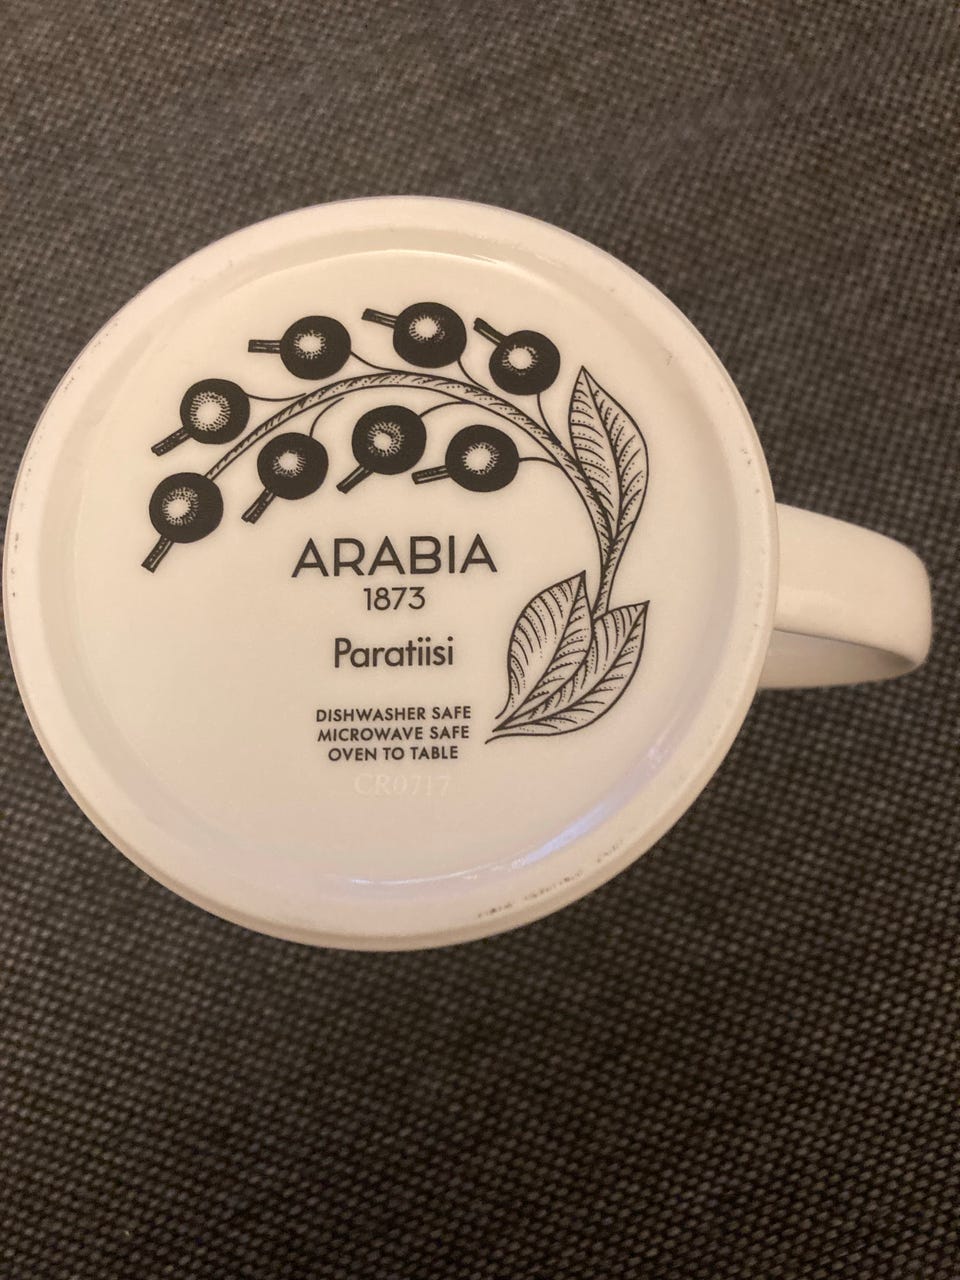 ARABIA
1873
Paratiisi
DISHWASHER SAFE
MICROWAVE SAFE
OVEN TO TABLE
CR0717